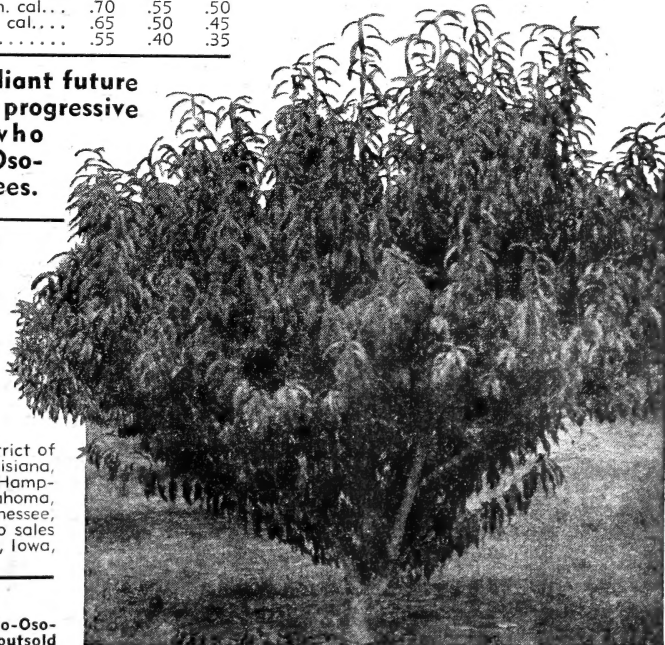 n. cal... .70 .55 .50
cal.... .65 .50 .45
........ .55 .40 .35
liant future
progressive
who
Oso-
ees.
rict of
isiana,
Hamp-
ahoma,
nessee,
o sales
, Iowa,
o-Oso-
outsold